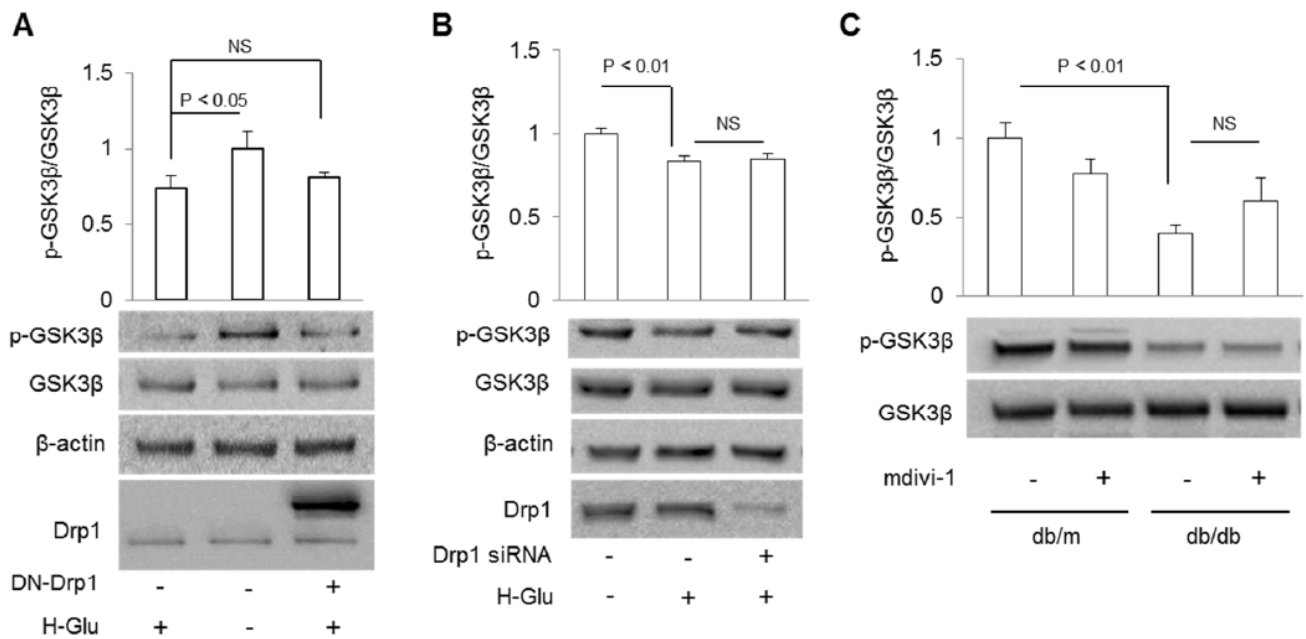 A
NS
P < 0.05
p-GSK3β/GSK3β
1.5
1
0.5
0
p-GSK3β
GSK3β
β-actin
Drp1
DN-Drp1 - - +
H-Glu + - +
B
P < 0.01
NS
p-GSK3β/GSK3β
1.5
1
0.5
0
p-GSK3β
GSK3β
β-actin
Drp1
Drp1 siRNA - - +
H-Glu - + +
C
P < 0.01
NS
p-GSK3β/GSK3β
1.5
1
0.5
0
p-GSK3β
GSK3β
mdivi-1 - + - +
db/m db/db